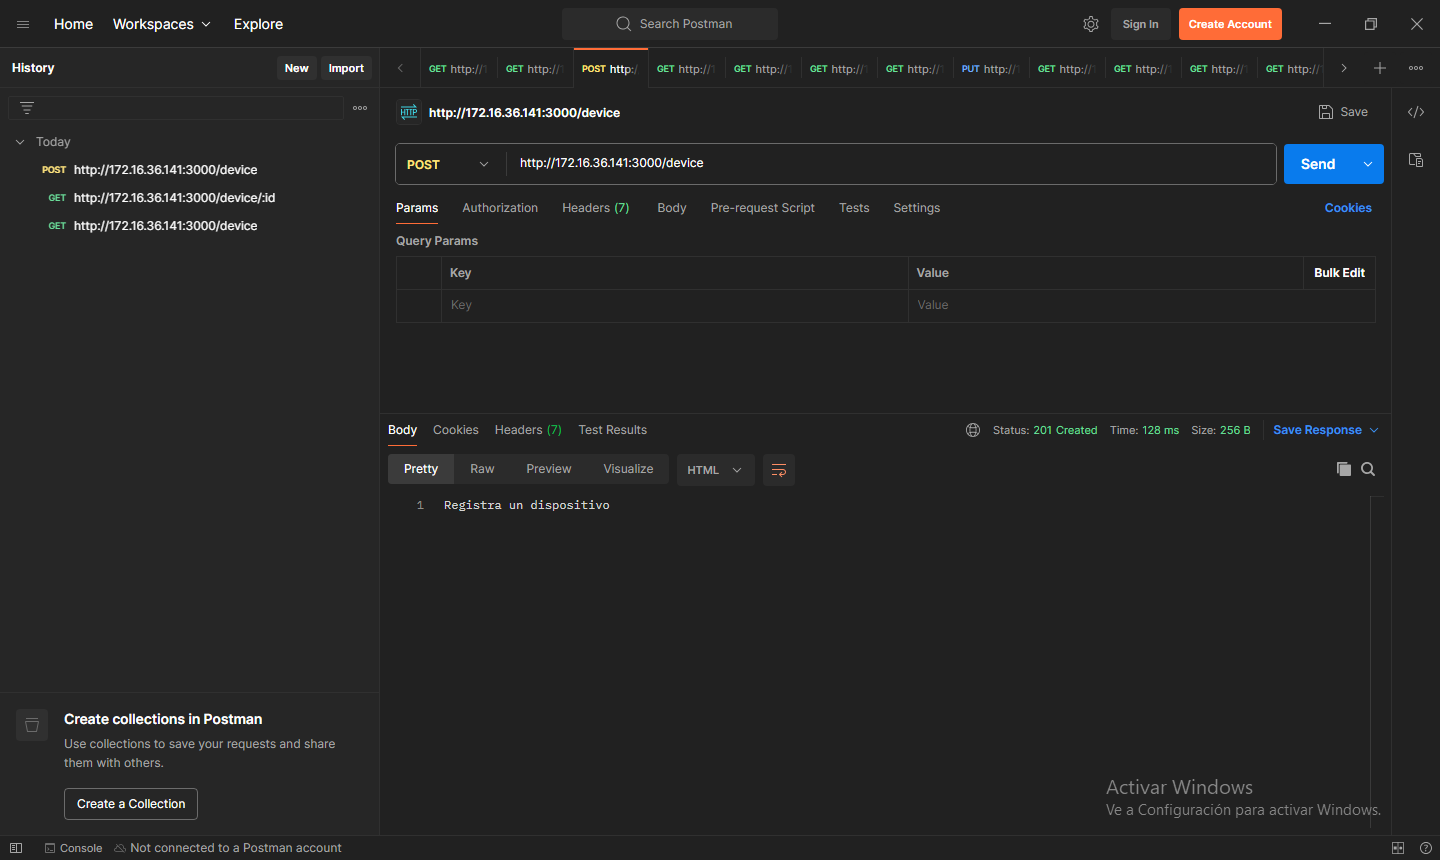 Home Workspaces Explore Search Postman Sign In Create Account
History New Import
GET http:// GET http:// POST http:/ GET http:// GET http:// GET http:// GET http:// PUT http:// GET http:// GET http:// GET http:// GET http://
HTTP http://172.16.36.141:3000/device Save
Today
POST http://172.16.36.141:3000/device
GET http://172.16.36.141:3000/device/:id
GET http://172.16.36.141:3000/device
POST http://172.16.36.141:3000/device Send
Params Authorization Headers (7) Body Pre-request Script Tests Settings Cookies
Query Params
Key Value Bulk Edit
Key Value
Body Cookies Headers (7) Test Results Status: 201 Created Time: 128 ms Size: 256 B Save Response
Pretty Raw Preview Visualize HTML
1 Registra un dispositivo
Create collections in Postman
Use collections to save your requests and share
them with others.
Create a Collection
Activar Windows
Ve a Configuración para activar Windows.
Console Not connected to a Postman account